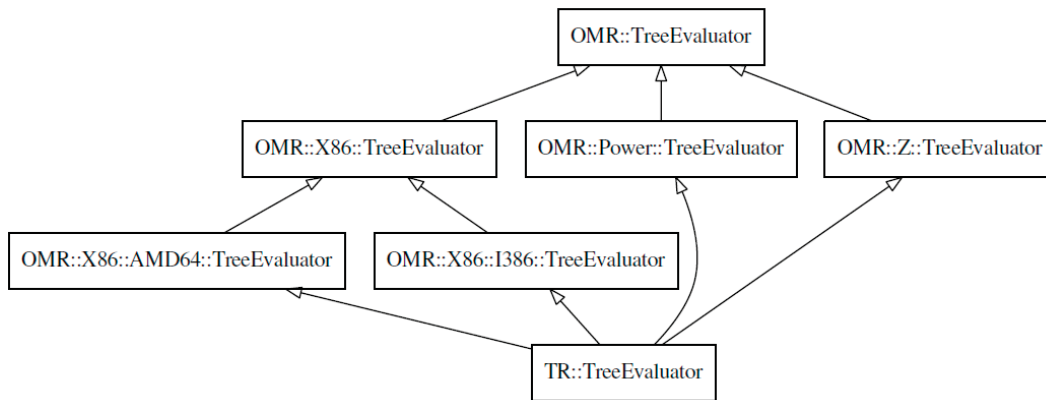 OMR::TreeEvaluator
OMR::X86::TreeEvaluator
OMR::Power::TreeEvaluator
OMR::Z::TreeEvaluator
OMR::X86::AMD64::TreeEvaluator
OMR::X86::I386::TreeEvaluator
TR::TreeEvaluator